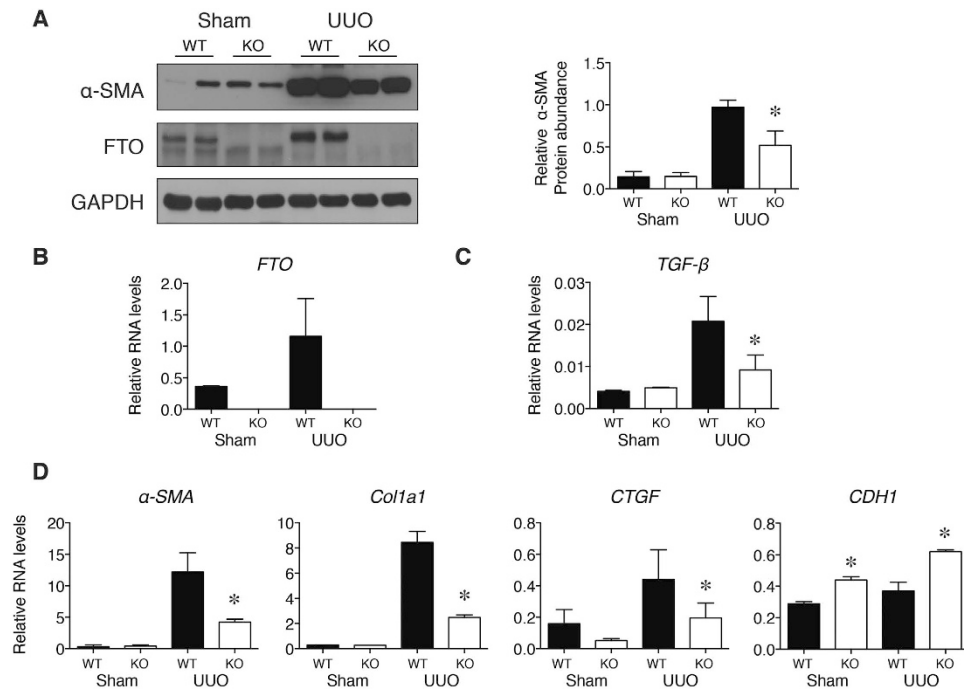 A
Sham
UUO
WT
KO
WT
KO
α-SMA
FTO
GAPDH
Relative α-SMA
Protein abundance
1.5
1.0
0.5
0.0
*
WT
KO
WT
KO
Sham
UUO
B
FTO
Relative RNA levels
2.0
1.5
1.0
0.5
0.0
WT
KO
WT
KO
Sham
UUO
C
TGF-β
Relative RNA levels
0.03
0.02
0.01
0.00
*
WT
KO
WT
KO
Sham
UUO
D
α-SMA
Relative RNA levels
20
15
10
5
0
*
WT
KO
WT
KO
Sham
UUO
Col1a1
10
8
6
4
2
0
*
WT
KO
WT
KO
Sham
UUO
CTGF
0.8
0.6
0.4
0.2
0.0
*
WT
KO
WT
KO
Sham
UUO
CDH1
0.8
0.6
0.4
0.2
0.0
*
*
WT
KO
WT
KO
Sham
UUO